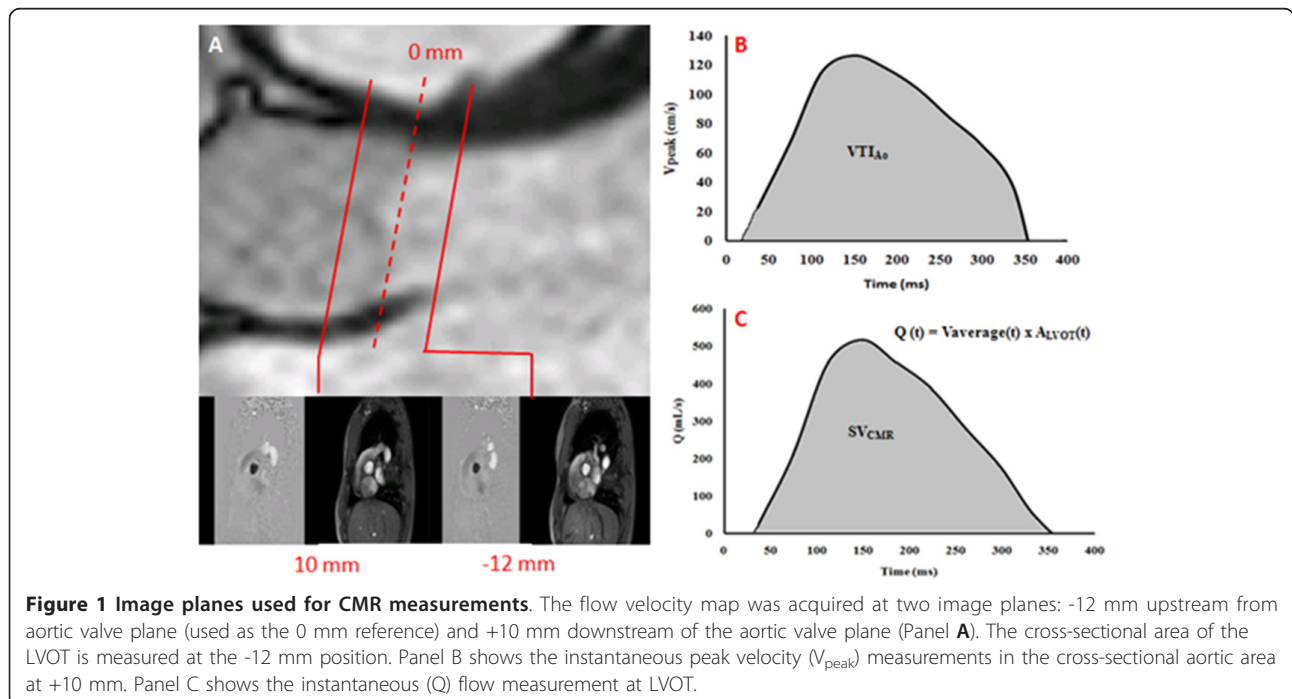 A
0 mm
10 mm
-12 mm
B
Vpeak (cm/s)
140
120
100
80
60
40
20
0
VTIAo
0 50 100 150 200 250 300 350 400
Time (ms)
C
Q (mL/s)
600
500
400
300
200
100
0
Q (t) = Vaverage(t) x ALVOT(t)
SVCMR
0 50 100 150 200 250 300 350 400
Time (ms)
Figure 1 Image planes used for CMR measurements. The flow velocity map was acquired at two image planes: -12 mm upstream from
aortic valve plane (used as the 0 mm reference) and +10 mm downstream of the aortic valve plane (Panel A). The cross-sectional area of the
LVOT is measured at the -12 mm position. Panel B shows the instantaneous peak velocity (Vpeak) measurements in the cross-sectional aortic area
at +10 mm. Panel C shows the instantaneous (Q) flow measurement at LVOT.